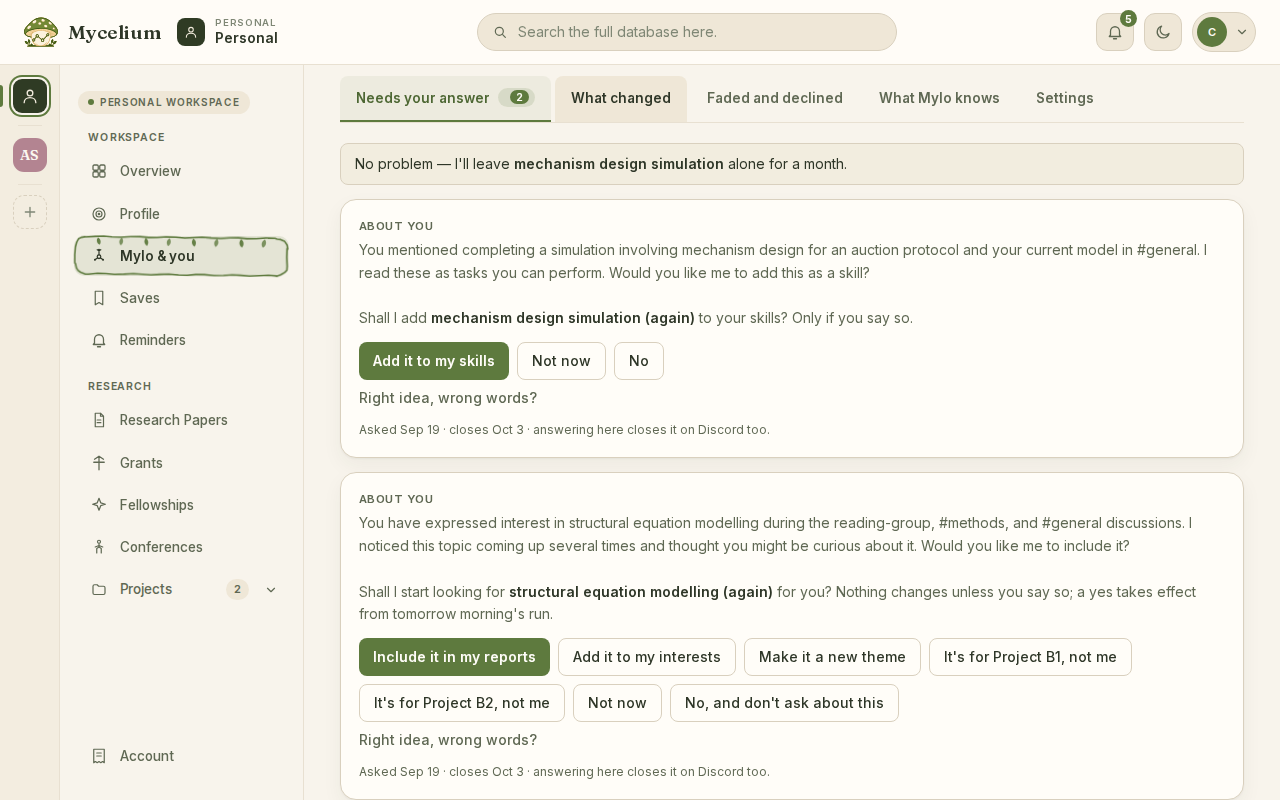 Mycelium
PERSONAL
Personal
Search the full database here.
5
C
AS
PERSONAL WORKSPACE
WORKSPACE
Overview
Profile
Mylo & you
Saves
Reminders
RESEARCH
Research Papers
Grants
Fellowships
Conferences
Projects 2
Account
Needs your answer 2
What changed
Faded and declined
What Mylo knows
Settings
No problem — I'll leave mechanism design simulation alone for a month.
ABOUT YOU
You mentioned completing a simulation involving mechanism design for an auction protocol and your current model in #general. I
read these as tasks you can perform. Would you like me to add this as a skill?
Shall I add mechanism design simulation (again) to your skills? Only if you say so.
Add it to my skills
Not now
No
Right idea, wrong words?
Asked Sep 19 · closes Oct 3 · answering here closes it on Discord too.
ABOUT YOU
You have expressed interest in structural equation modelling during the reading-group, #methods, and #general discussions. I
noticed this topic coming up several times and thought you might be curious about it. Would you like me to include it?
Shall I start looking for structural equation modelling (again) for you? Nothing changes unless you say so; a yes takes effect
from tomorrow morning's run.
Include it in my reports
Add it to my interests
Make it a new theme
It's for Project B1, not me
It's for Project B2, not me
Not now
No, and don't ask about this
Right idea, wrong words?
Asked Sep 19 · closes Oct 3 · answering here closes it on Discord too.